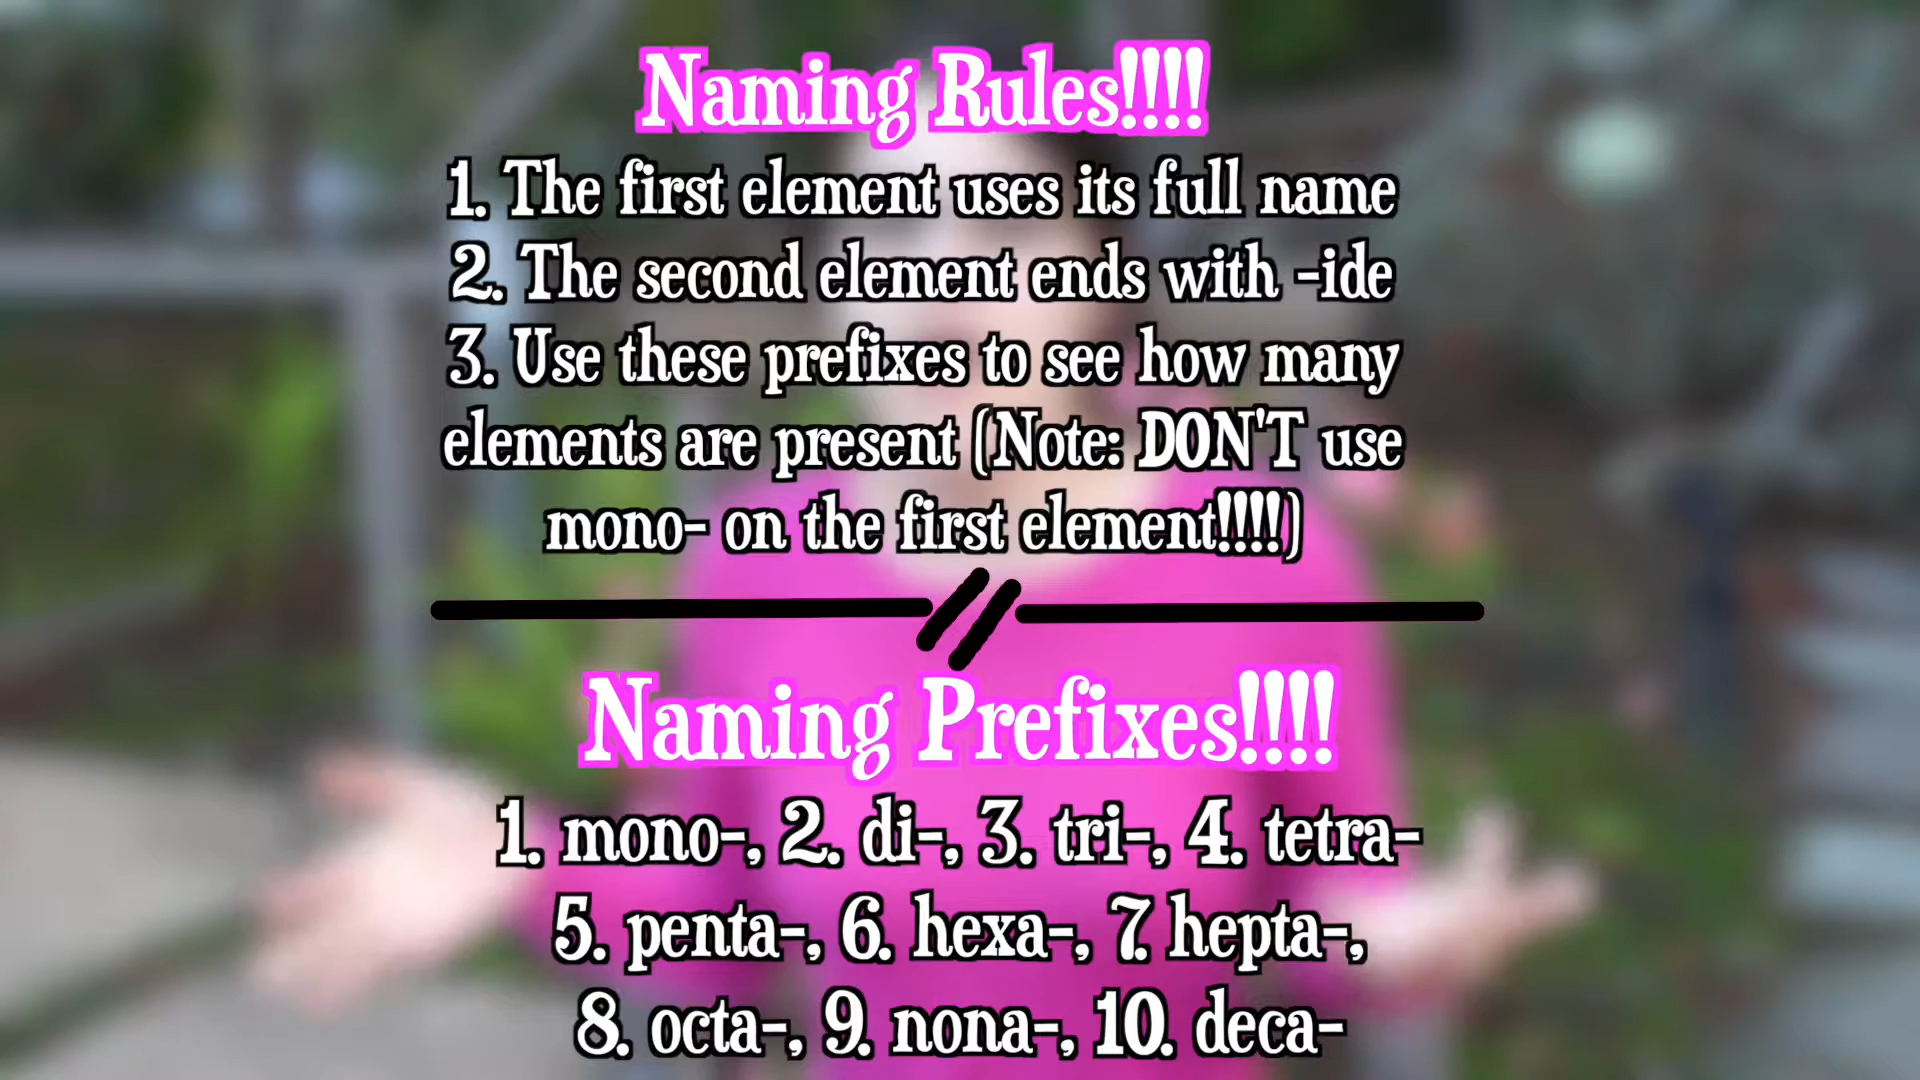 Naming Rules!!!!
1. The first element uses its full name
2. The second element ends with -ide
3. Use these prefixes to see how many
elements are present (Note: DON'T use
mono- on the first element!!!!)
Naming Prefixes!!!!
1. mono-, 2. di-, 3. tri-, 4. tetra-
5. penta-, 6. hexa-, 7. hepta-,
8. octa-, 9. nona-, 10. deca-